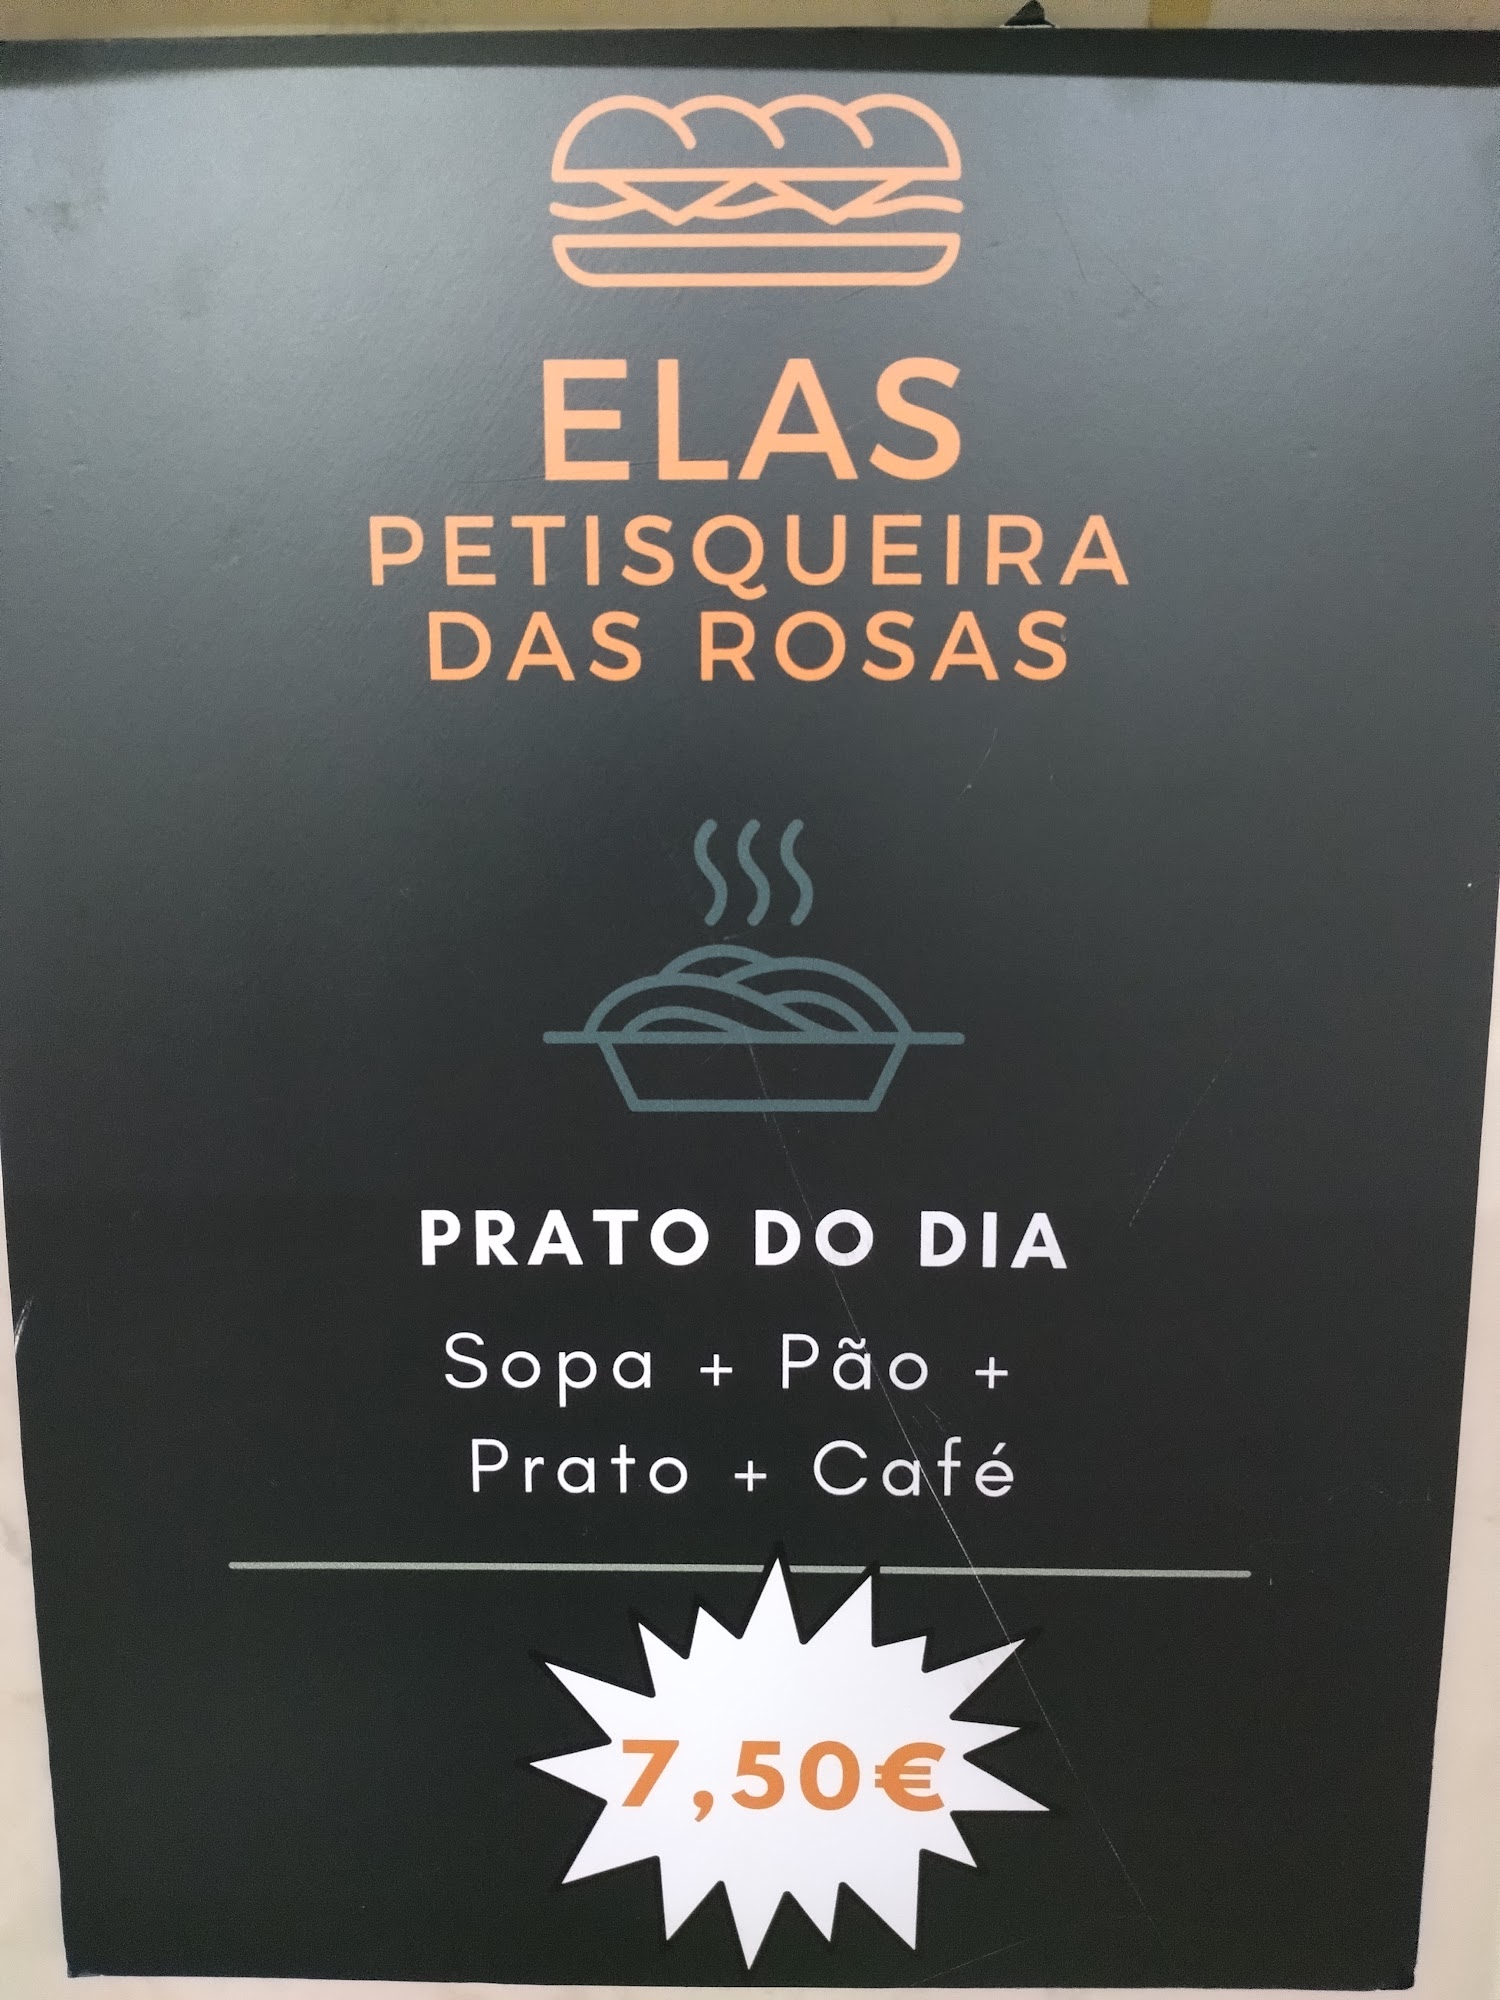 ELAS
PETISQUEIRA
DAS ROSAS
PRATO DO DIA
Sopa + Pão +
Prato + Café
7,50€